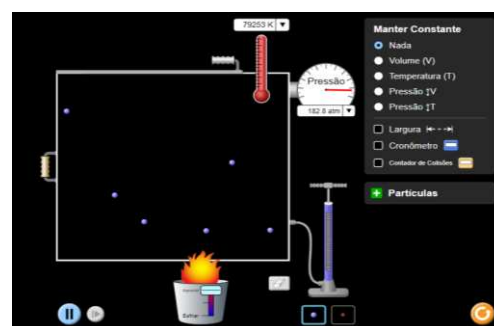 79253 K
Manter Constante
Nada
Volume (V)
Temperatura (T)
Pressão ↕V
Pressão ↕T
Pressão
182.8 atm
Largura
Cronômetro
Contador de Colisões
Partículas